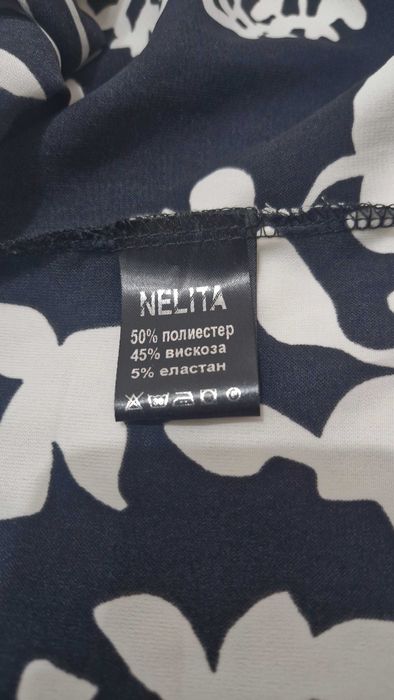 NELITA
50% полиестер
45% вискоза
5% еластан